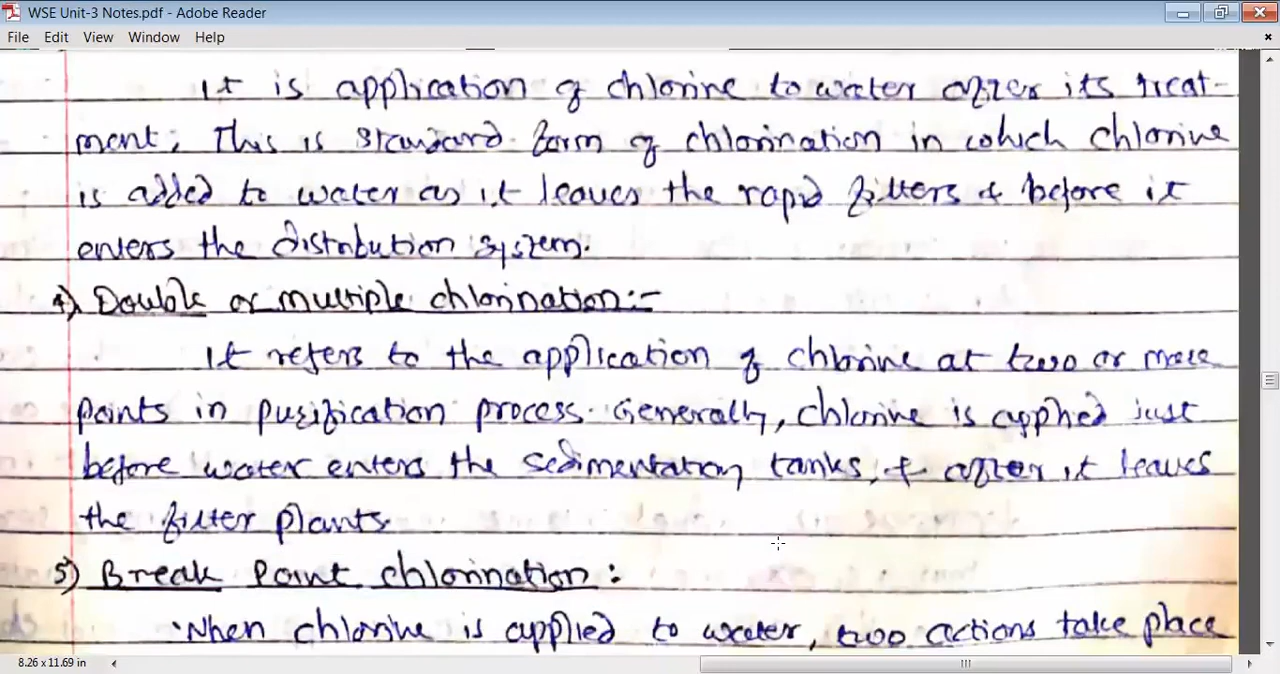 WSE Unit-3 Notes.pdf - Adobe Reader
File Edit View Window Help
It is application of chlorine to water after its treat-
ment. This is standard form of chlorination in which chlorine
is added to water as it leaves the rapid filters & before it
enters the distribution system.
4) Double or multiple chlorination:-
It refers to the application of chlorine at two or more
points in purification process. Generally, chlorine is applied just
before water enters the sedimentation tanks, & after it leaves
the filter plants.
5) Break Point chlorination:
When chlorine is applied to water, two actions take place
8.26 x 11.69 in